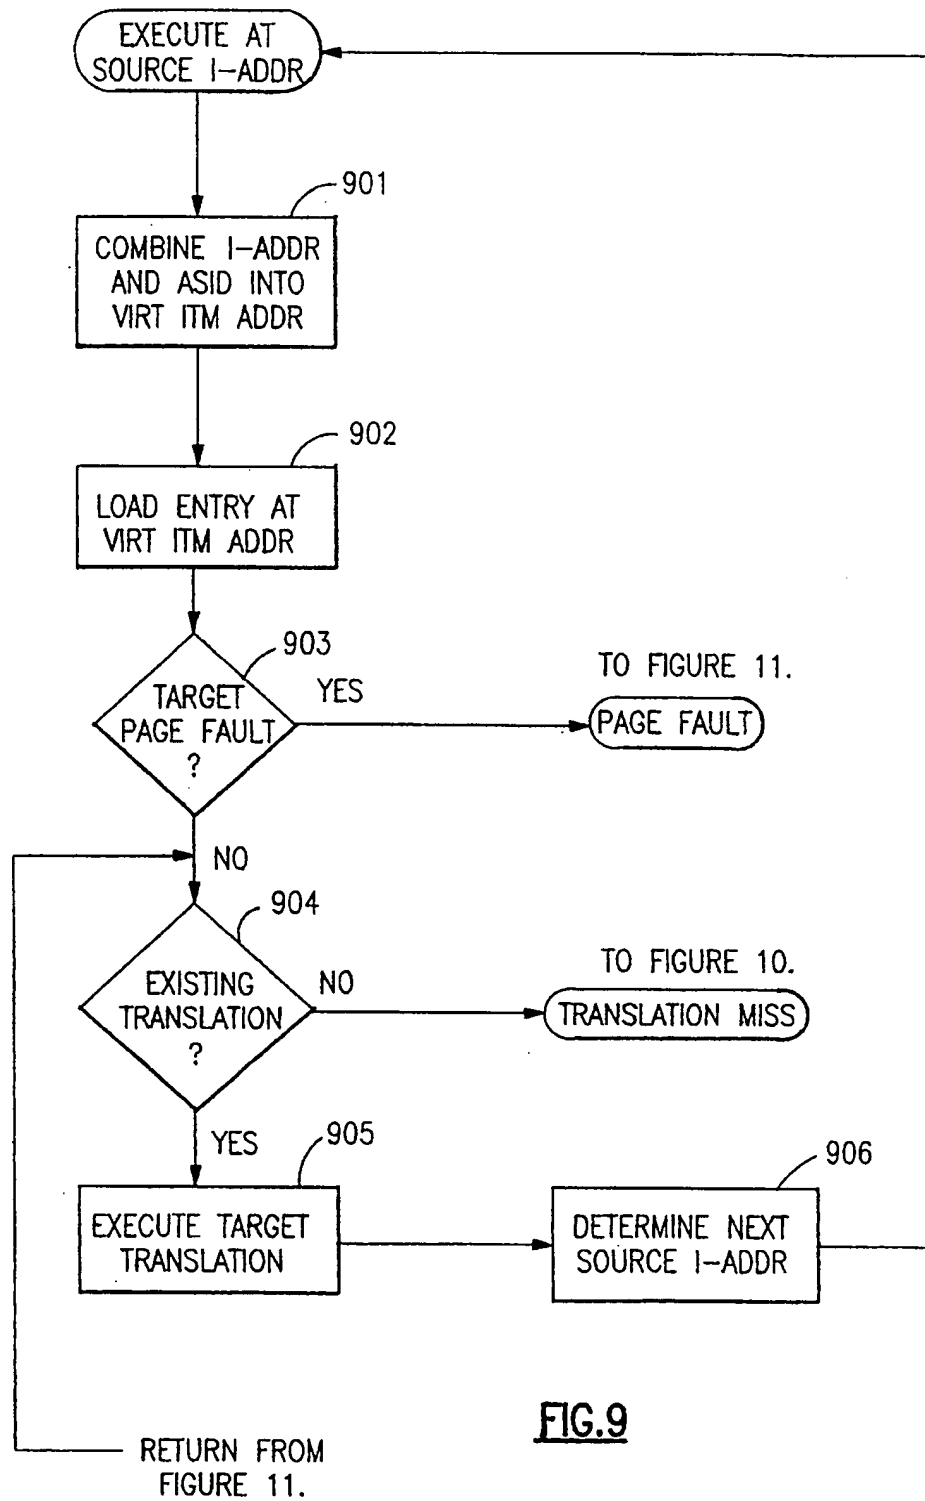 EXECUTE AT
SOURCE I-ADDR
901
COMBINE I-ADDR
AND ASID INTO
VIRT ITM ADDR
902
LOAD ENTRY AT
VIRT ITM ADDR
903
TARGET
PAGE FAULT
?
YES
TO FIGURE 11.
PAGE FAULT
NO
904
EXISTING
TRANSLATION
?
NO
TO FIGURE 10.
TRANSLATION MISS
YES
905
EXECUTE TARGET
TRANSLATION
906
DETERMINE NEXT
SOURCE I-ADDR
FIG.9
RETURN FROM
FIGURE 11.